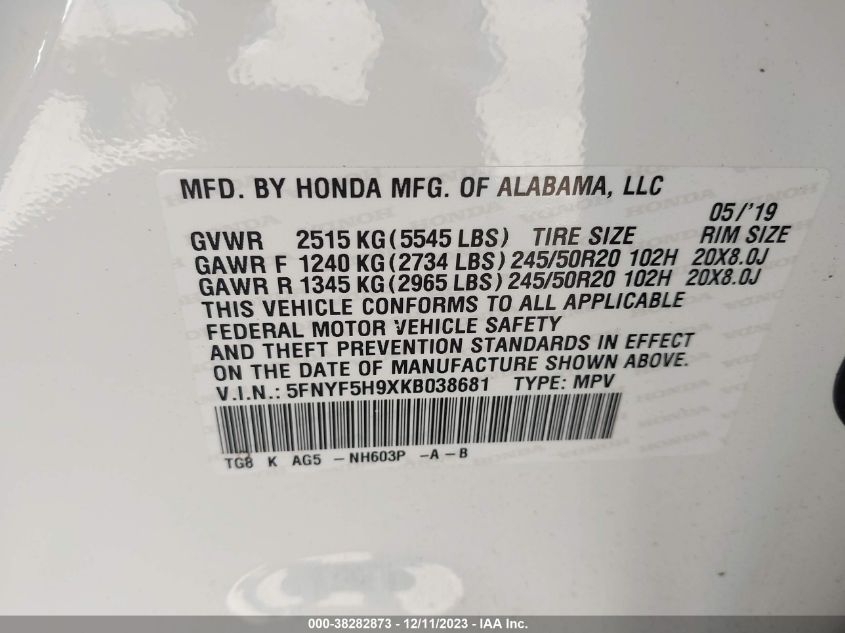 MFD. BY HONDA MFG. OF ALABAMA, LLC
05/'19
GVWR 2515 KG (5545 LBS) TIRE SIZE RIM SIZE
GAWR F 1240 KG (2734 LBS) 245/50R20 102H 20X8.0J
GAWR R 1345 KG (2965 LBS) 245/50R20 102H 20X8.0J
THIS VEHICLE CONFORMS TO ALL APPLICABLE
FEDERAL MOTOR VEHICLE SAFETY
AND THEFT PREVENTION STANDARDS IN EFFECT
ON THE DATE OF MANUFACTURE SHOWN ABOVE.
V.I.N.: 5FNYF5H9XKB038681 TYPE: MPV
TG8 K AG5 -NH603P -A-B
000-38282873 - 12/11/2023 - IAA Inc.